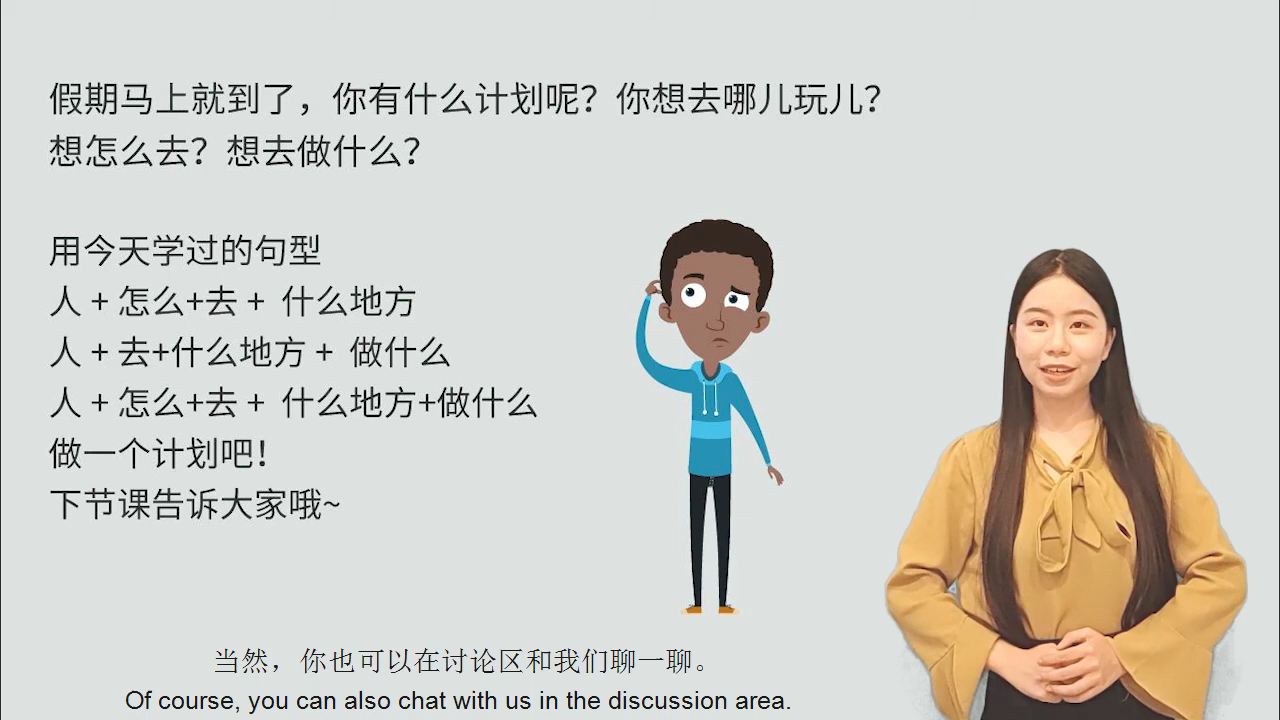 假期马上就到了，你有什么计划呢？你想去哪儿玩儿？
想怎么去？想去做什么？
用今天学过的句型
人 + 怎么+去 + 什么地方
人 + 去+什么地方 + 做什么
人 + 怎么+去 + 什么地方+做什么
做一个计划吧！
下节课告诉大家哦~
当然，你也可以在讨论区和我们聊一聊。
Of course, you can also chat with us in the discussion area.